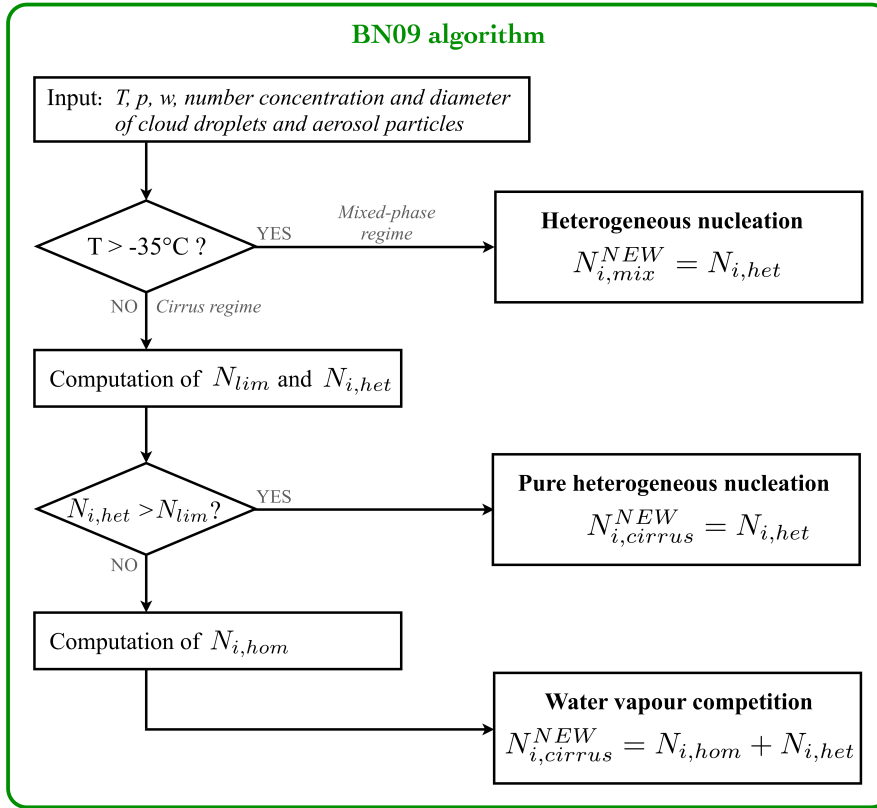 BN09 algorithm
Input: T, p, w, number concentration and diameter
of cloud droplets and aerosol particles
T > -35°C ?
YES
Mixed-phase
regime
Heterogeneous nucleation
N_{i,mix}^{NEW} = N_{i,het}
NO
Cirrus regime
Computation of N_{lim} and N_{i,het}
N_{i,het} > N_{lim}?
YES
Pure heterogeneous nucleation
N_{i,cirrus}^{NEW} = N_{i,het}
NO
Computation of N_{i,hom}
Water vapour competition
N_{i,cirrus}^{NEW} = N_{i,hom} + N_{i,het}